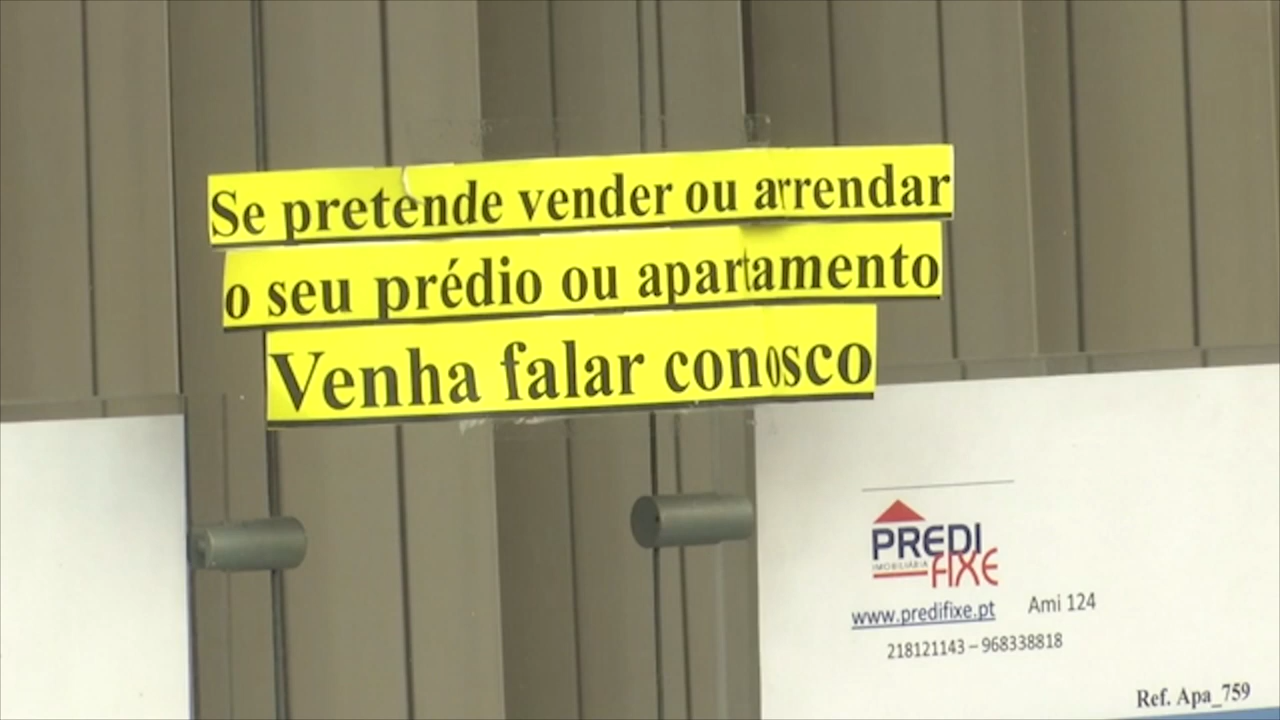 Se pretende vender ou arrendar
o seu prédio ou apartamento
Venha falar conosco
PREDI
IMOBILIÁRIA FIXE
www.predifixe.pt Ami 124
218121143 – 968338818
Ref. Apa_759